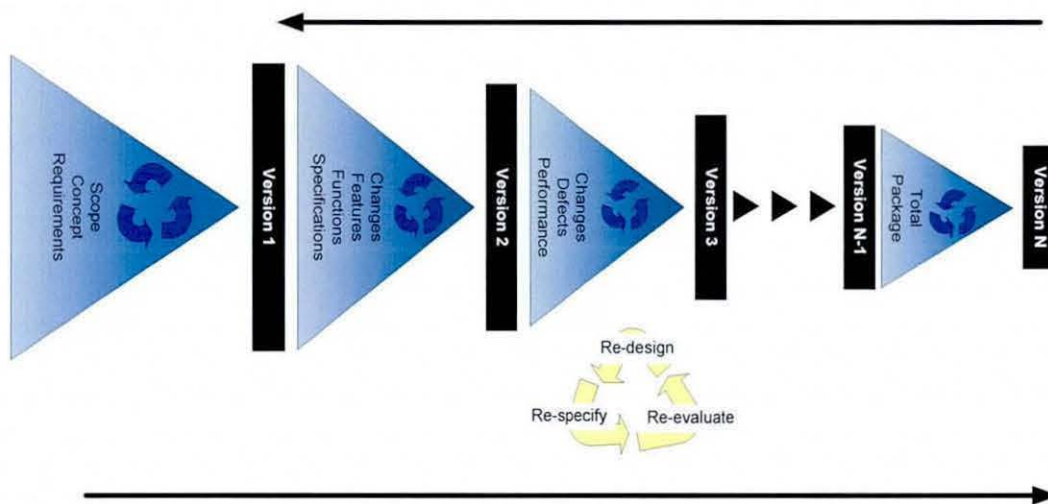 Scope
Concept
Requirements
Version 1
Changes
Features
Functions
Specifications
Version 2
Changes
Defects
Performance
Version 3
Version N-1
Total
Package
Version N
Re-design
Re-specify
Re-evaluate